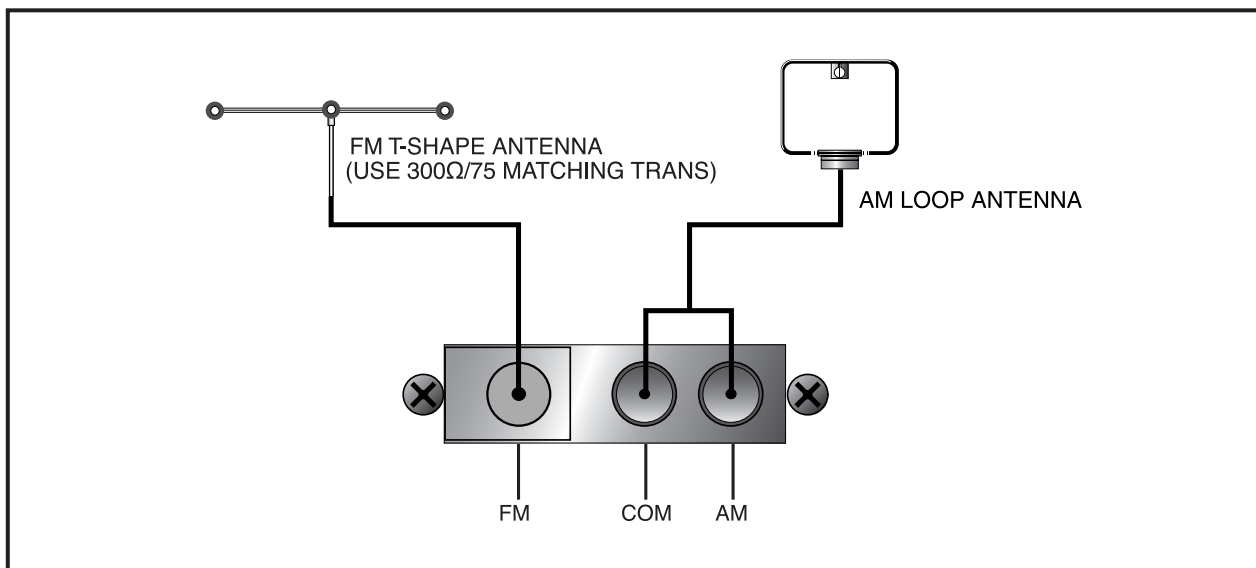 FM T-SHAPE ANTENNA
(USE 300Ω/75 MATCHING TRANS)
AM LOOP ANTENNA
FM
COM
AM